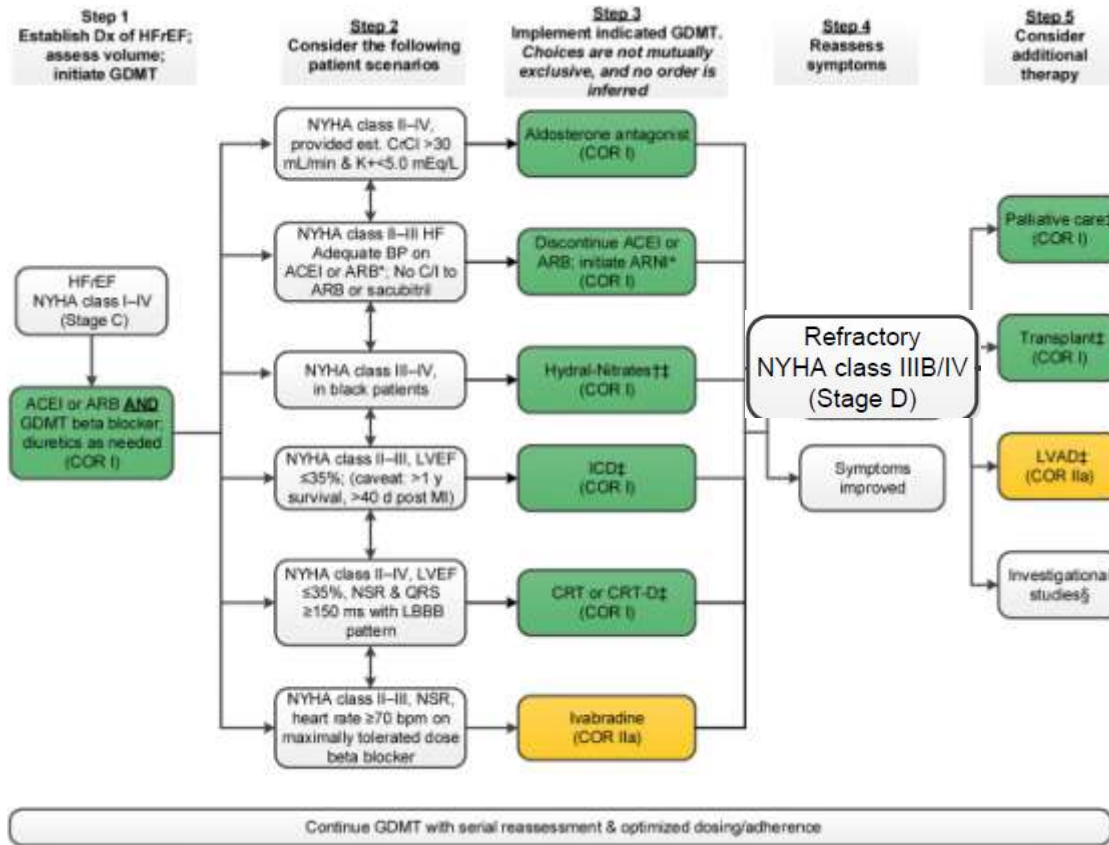 Step 1
Establish Dx of HFrEF;
assess volume;
initiate GDMT
Step 2
Consider the following
patient scenarios
Step 3
Implement indicated GDMT.
Choices are not mutually
exclusive, and no order is
inferred
Step 4
Reassess
symptoms
Step 5
Consider
additional
therapy
HFrEF
NYHA class I–IV
(Stage C)
ACEI or ARB AND
GDMT beta blocker;
diuretics as needed
(COR I)
NYHA class II–IV,
provided est. CrCl >30
mL/min & K+<5.0 mEq/L
NYHA class II–III HF
Adequate BP on
ACEI or ARB*; No C/I to
ARB or sacubitril
NYHA class III–IV,
in black patients
NYHA class II–III, LVEF
≤35%; (caveat: >1 y
survival, >40 d post MI)
NYHA class II–IV, LVEF
≤35%, NSR & QRS
≥150 ms with LBBB
pattern
NYHA class II–III, NSR,
heart rate ≥70 bpm on
maximally tolerated dose
beta blocker
Aldosterone antagonist
(COR I)
Discontinue ACEI or
ARB; initiate ARNI*
(COR I)
Hydral-Nitrates†‡
(COR I)
ICD‡
(COR I)
CRT or CRT-D‡
(COR I)
Ivabradine
(COR IIa)
Refractory
NYHA class IIIB/IV
(Stage D)
Symptoms
improved
Palliative care‡
(COR I)
Transplant‡
(COR I)
LVAD‡
(COR IIa)
Investigational
studies§
Continue GDMT with serial reassessment & optimized dosing/adherence